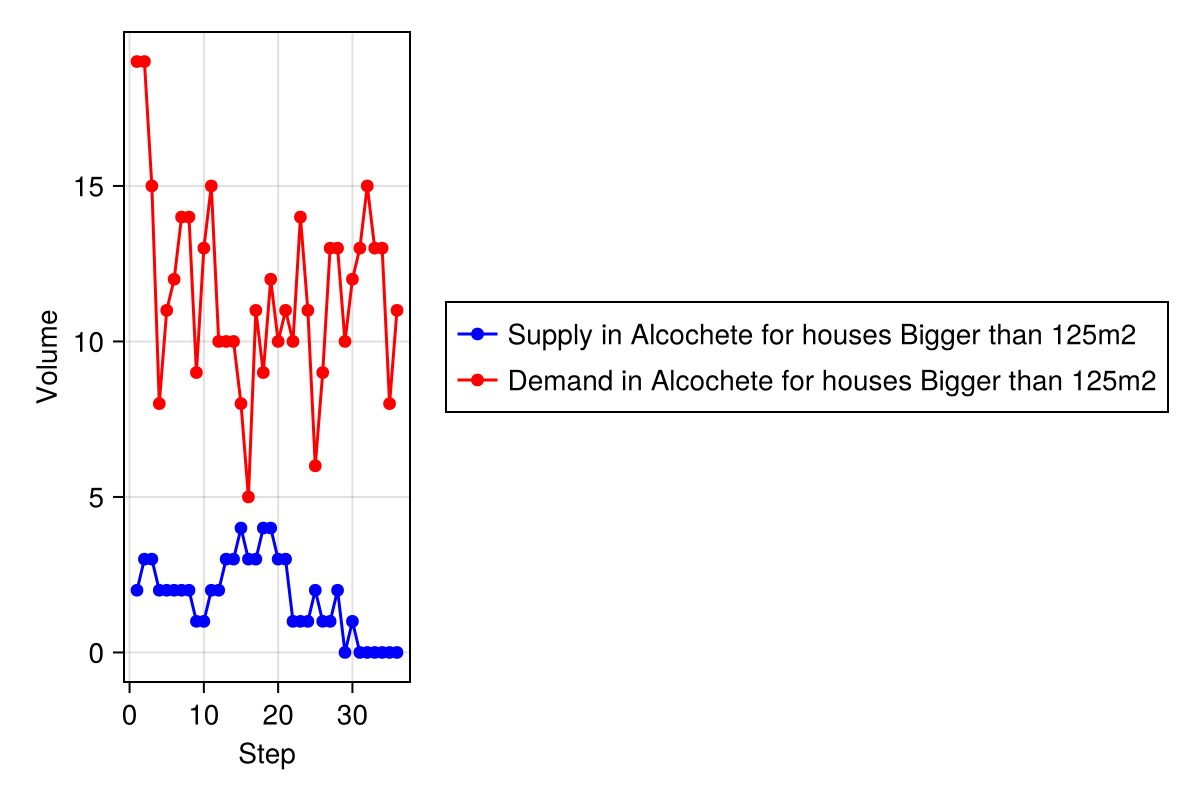 Volume
15
10
5
0
0 10 20 30
Step
Supply in Alcochete for houses Bigger than 125m2
Demand in Alcochete for houses Bigger than 125m2